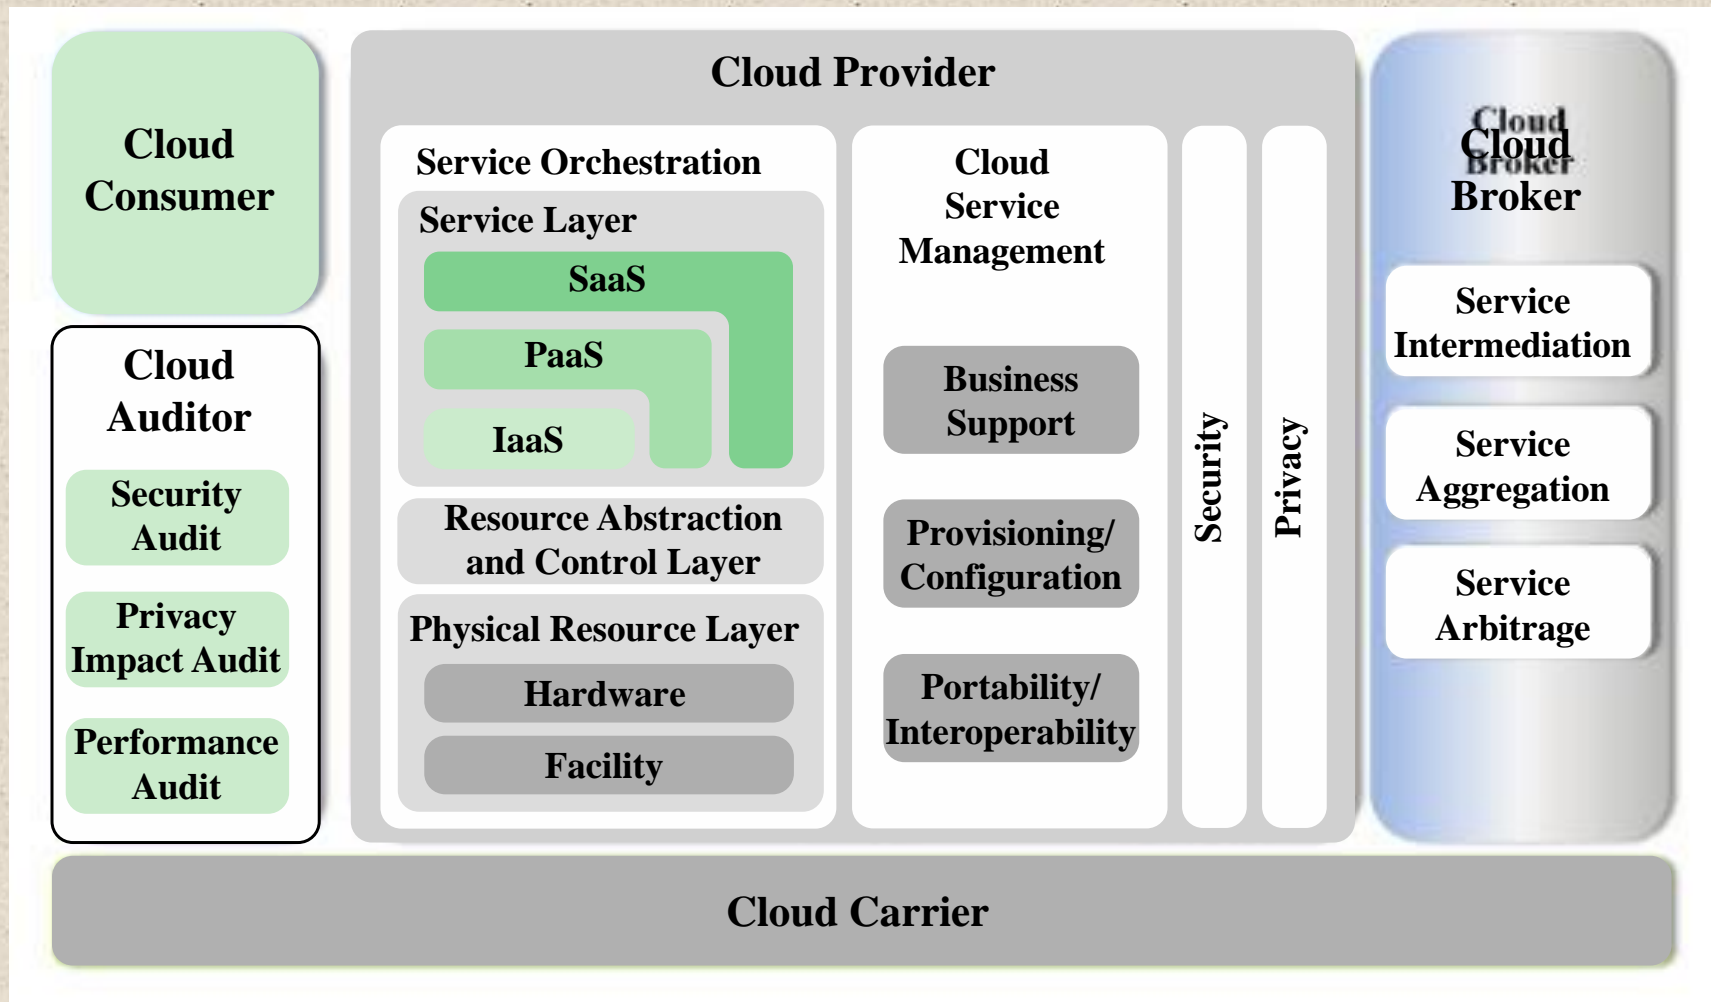 Cloud
Consumer
Cloud
Auditor
Security
Audit
Privacy
Impact Audit
Performance
Audit
Cloud Provider
Service Orchestration
Service Layer
SaaS
PaaS
IaaS
Resource Abstraction
and Control Layer
Physical Resource Layer
Hardware
Facility
Cloud
Service
Management
Business
Support
Provisioning/
Configuration
Portability/
Interoperability
Security
Privacy
Cloud
Broker
Cloud
Broker
Service
Intermediation
Service
Aggregation
Service
Arbitrage
Cloud Carrier